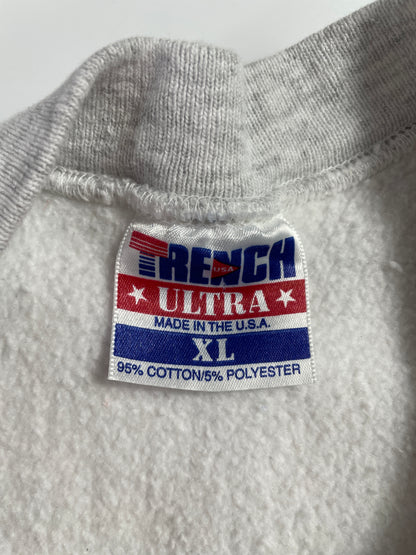 TRENCH
USA
ULTRA
MADE IN THE U.S.A.
XL
95% COTTON/5% POLYESTER